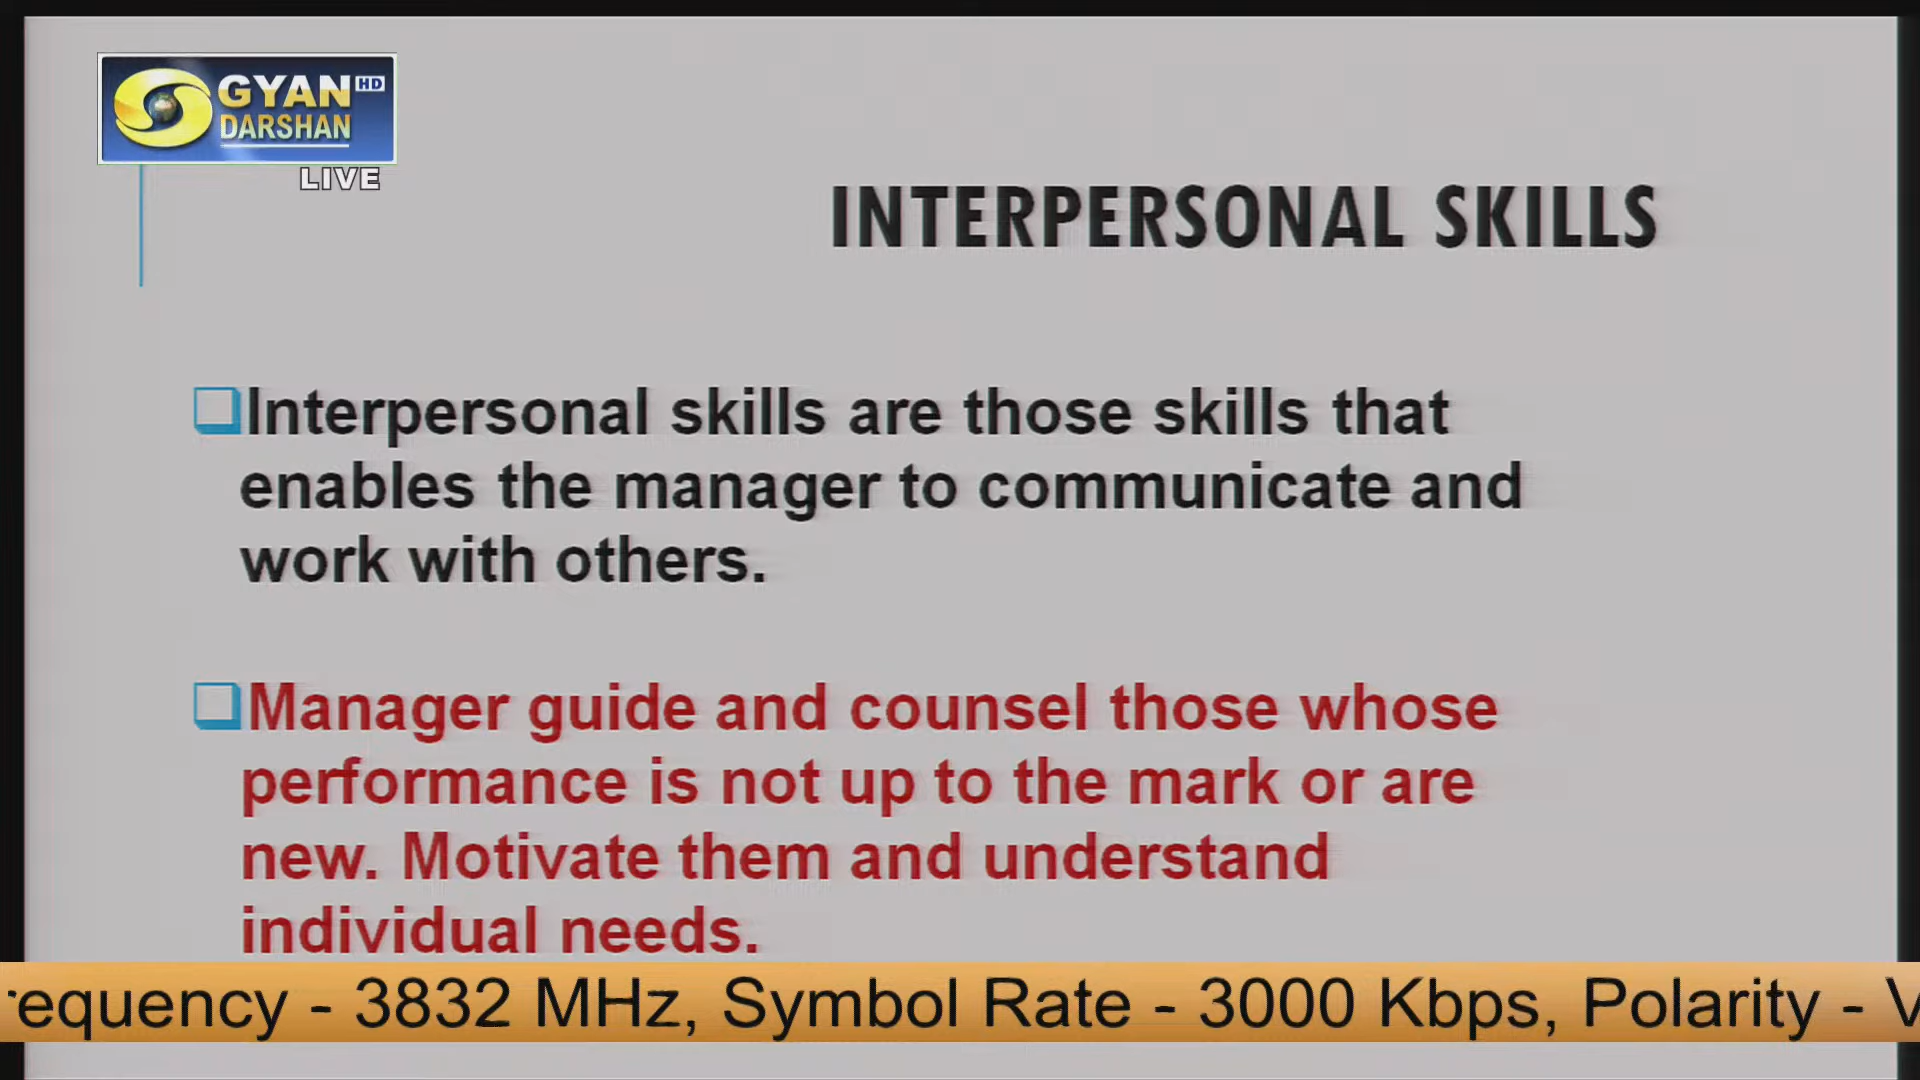 GYAN HD
DARSHAN
LIVE
INTERPERSONAL SKILLS
Interpersonal skills are those skills that
enables the manager to communicate and
work with others.
Manager guide and counsel those whose
performance is not up to the mark or are
new. Motivate them and understand
individual needs.
requency - 3832 MHz, Symbol Rate - 3000 Kbps, Polarity - V